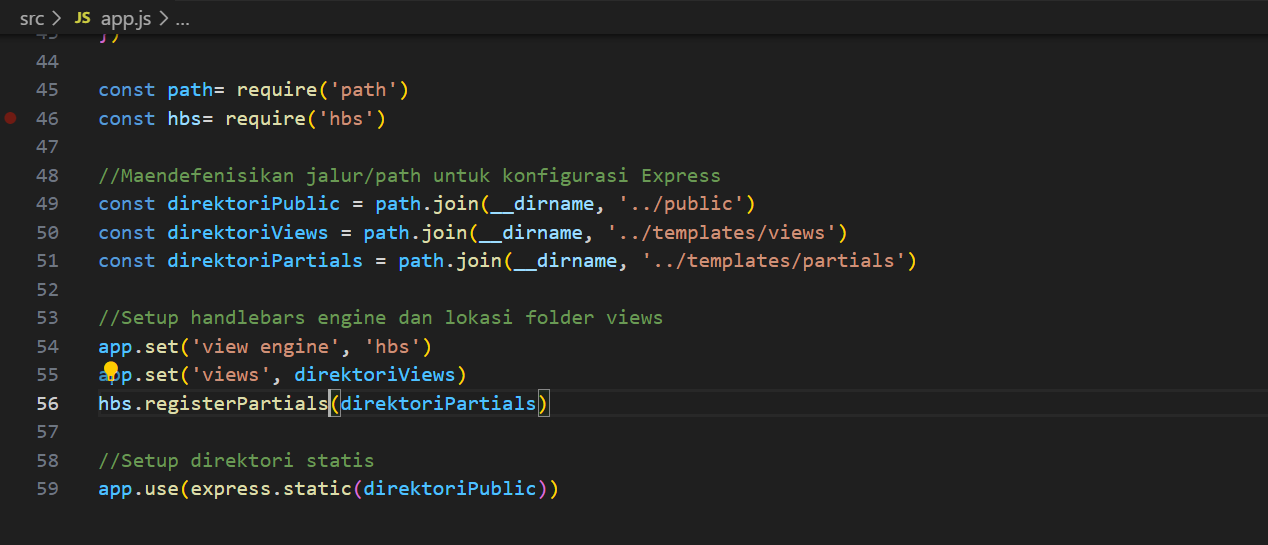 src > JS app.js > ...
43 })
44
45 const path= require('path')
46 const hbs= require('hbs')
47
48 //Maendefenisikan jalur/path untuk konfigurasi Express
49 const direktoriPublic = path.join(__dirname, '../public')
50 const direktoriViews = path.join(__dirname, '../templates/views')
51 const direktoriPartials = path.join(__dirname, '../templates/partials')
52
53 //Setup handlebars engine dan lokasi folder views
54 app.set('view engine', 'hbs')
55 app.set('views', direktoriViews)
56 hbs.registerPartials(direktoriPartials)
57
58 //Setup direktori statis
59 app.use(express.static(direktoriPublic))